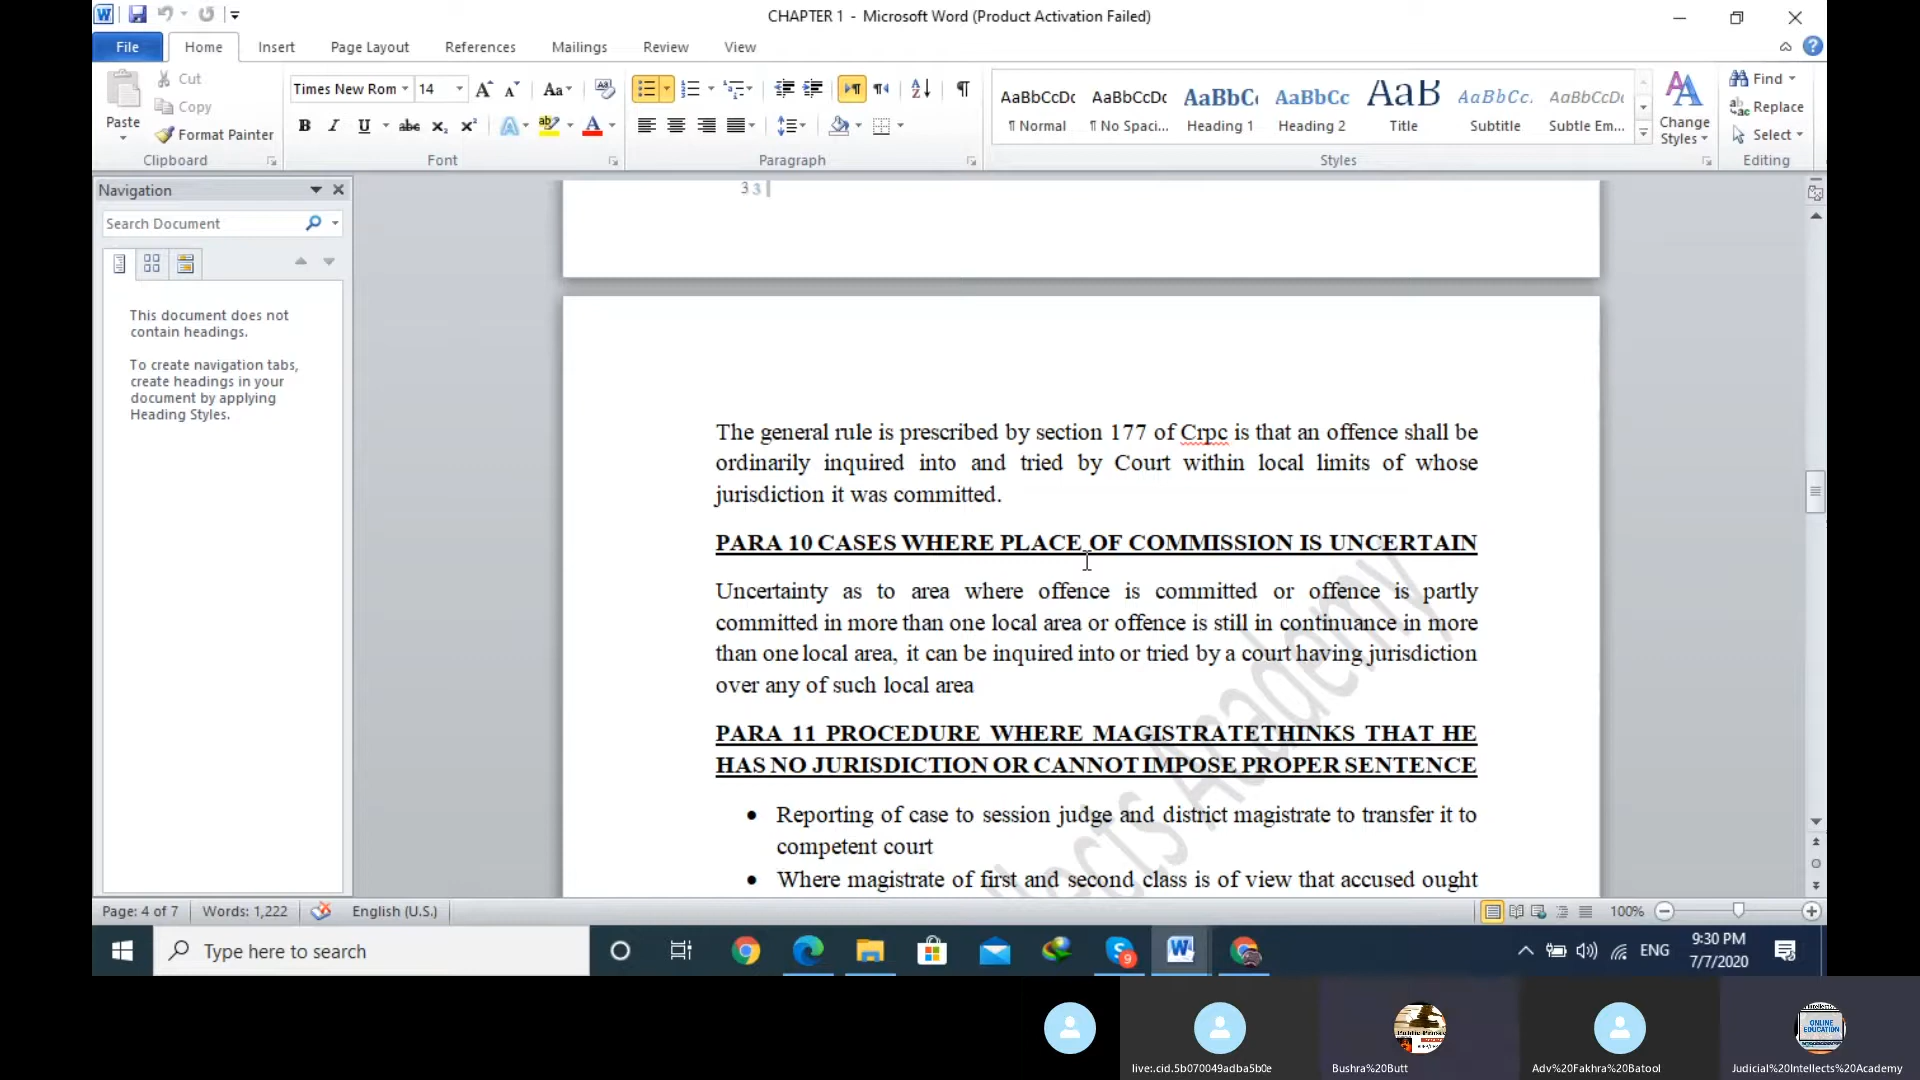 CHAPTER 1 - Microsoft Word (Product Activation Failed)
File Home Insert Page Layout References Mailings Review View
Paste
Cut
Copy
Format Painter
Clipboard
Times New Rom 14
Font
Paragraph
AaBbCcDc AaBbCcDc AaBbC AaBbCc AaB AaBbCc. AaBbCcDc
¶ Normal ¶ No Spaci... Heading 1 Heading 2 Title Subtitle Subtle Em...
Change
Styles
Styles
Find
Replace
Select
Editing
Navigation
Search Document
This document does not
contain headings.
To create navigation tabs,
create headings in your
document by applying
Heading Styles.
3 3
The general rule is prescribed by section 177 of Crpc is that an offence shall be
ordinarily inquired into and tried by Court within local limits of whose
jurisdiction it was committed.
PARA 10 CASES WHERE PLACE OF COMMISSION IS UNCERTAIN
Uncertainty as to area where offence is committed or offence is partly
committed in more than one local area or offence is still in continuance in more
than one local area, it can be inquired into or tried by a court having jurisdiction
over any of such local area
PARA 11 PROCEDURE WHERE MAGISTRATETHINKS THAT HE
HAS NO JURISDICTION OR CANNOT IMPOSE PROPER SENTENCE
• Reporting of case to session judge and district magistrate to transfer it to
competent court
• Where magistrate of first and second class is of view that accused ought
llects Academy
Page: 4 of 7 Words: 1,222 English (U.S.) 100%
Type here to search
9
ENG
9:30 PM
7/7/2020
live:.cid.5b070049adba5b0e Bushra%20Butt Adv%20Fakhra%20Batool Judicial%20Intellects%20Academy
ONLINE
EDUCATION